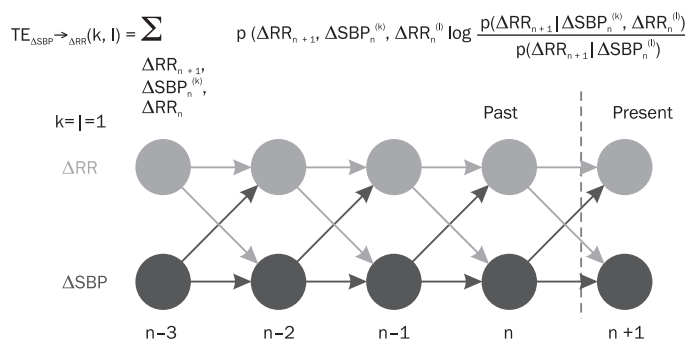 TE_ΔSBP→ΔRR(k, l) = ∑ p (ΔRR_n+1, ΔSBP_n^(k), ΔRR_n^(l) log p(ΔRR_n+1|ΔSBP_n^(k), ΔRR_n^(l)) / p(ΔRR_n+1|ΔSBP_n^(l))
ΔRR_n+1,
ΔSBP_n^(k),
ΔRR_n
k=l=1
Past
Present
ΔRR
ΔSBP
n–3
n–2
n–1
n
n +1